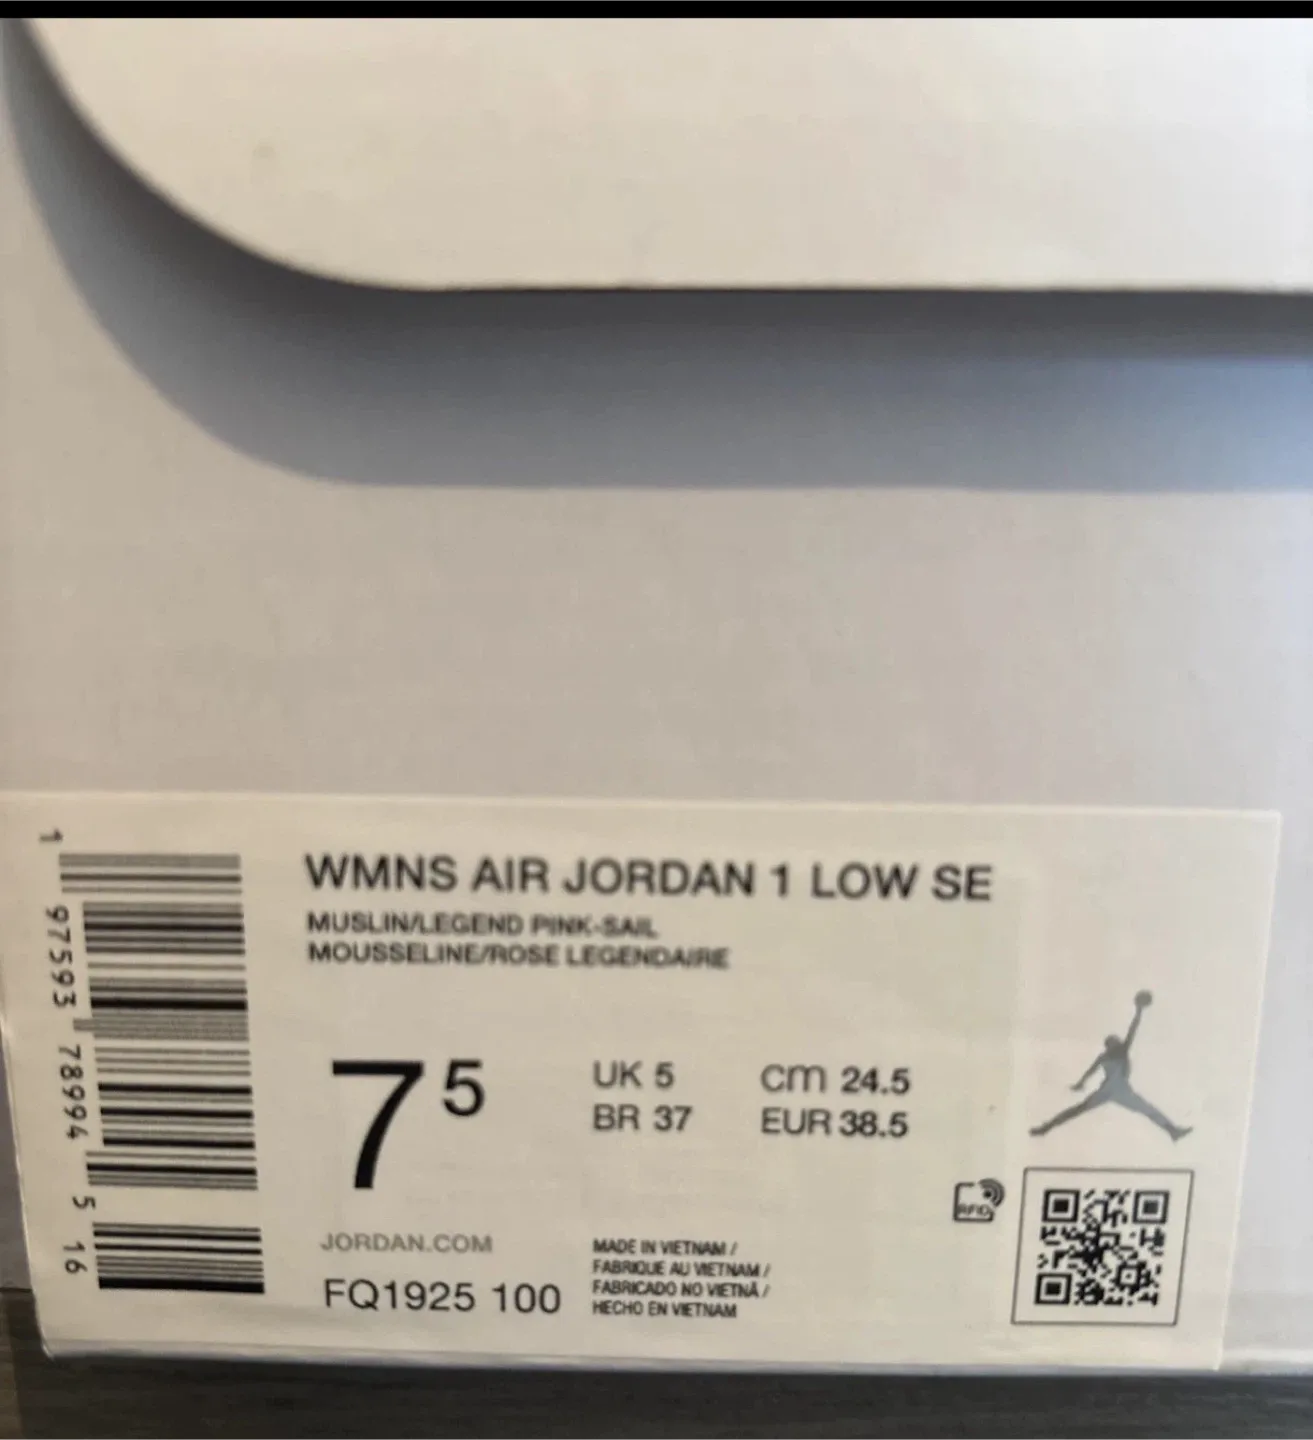 WMNS AIR JORDAN 1 LOW SE
MUSLIN/LEGEND PINK-SAIL
MOUSSELINE/ROSE LEGENDAIRE
7 5
UK 5
BR 37
cm 24.5
EUR 38.5
JORDAN.COM
FQ1925 100
MADE IN VIETNAM /
FABRIQUE AU VIETNAM /
FABRICADO NO VIETNÃ /
HECHO EN VIETNAM
RFID
1 97593 78994 5 16